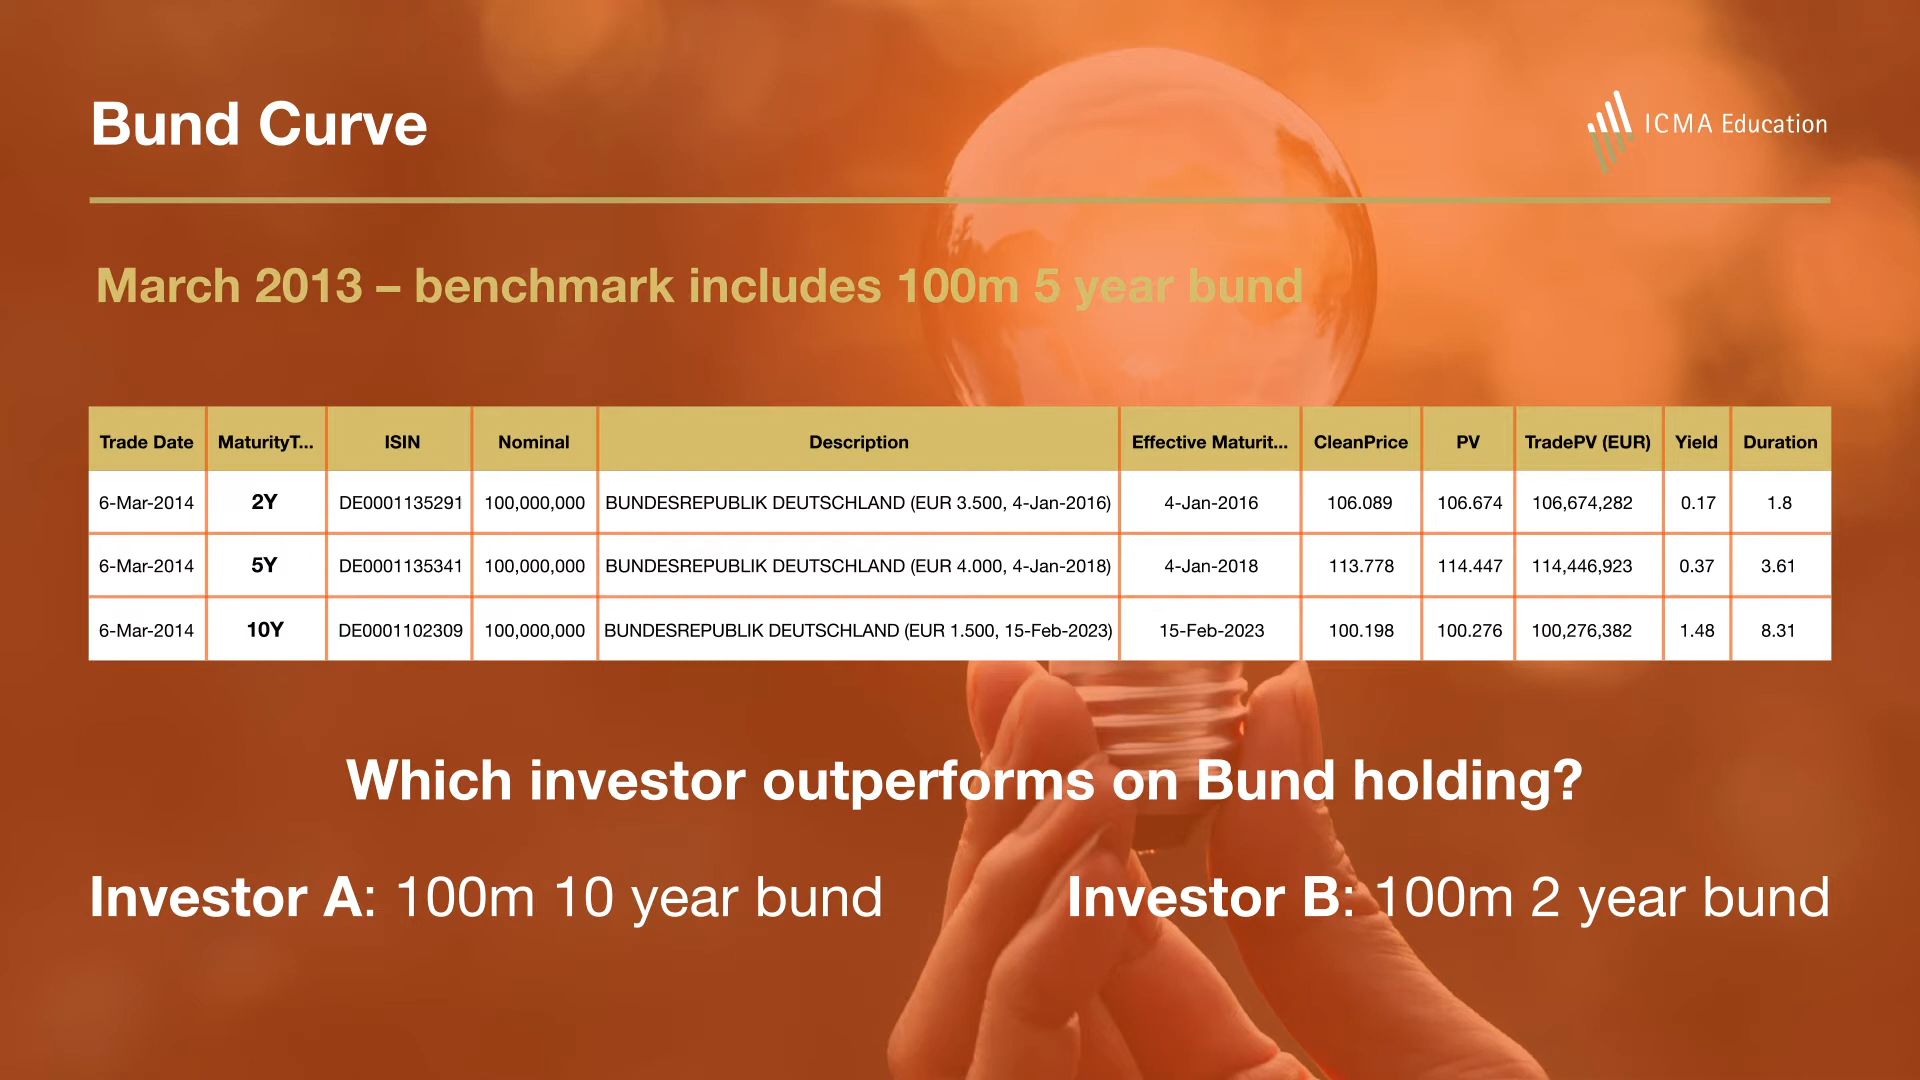 Bund Curve
ICMA Education
March 2013 – benchmark includes 100m 5 year bund
Trade Date MaturityT... ISIN Nominal Description Effective Maturit... CleanPrice PV TradePV (EUR) Yield Duration
6-Mar-2014 2Y DE0001135291 100,000,000 BUNDESREPUBLIK DEUTSCHLAND (EUR 3.500, 4-Jan-2016) 4-Jan-2016 106.089 106.674 106,674,282 0.17 1.8
6-Mar-2014 5Y DE0001135341 100,000,000 BUNDESREPUBLIK DEUTSCHLAND (EUR 4.000, 4-Jan-2018) 4-Jan-2018 113.778 114.447 114,446,923 0.37 3.61
6-Mar-2014 10Y DE0001102309 100,000,000 BUNDESREPUBLIK DEUTSCHLAND (EUR 1.500, 15-Feb-2023) 15-Feb-2023 100.198 100.276 100,276,382 1.48 8.31
Which investor outperforms on Bund holding?
Investor A: 100m 10 year bund
Investor B: 100m 2 year bund